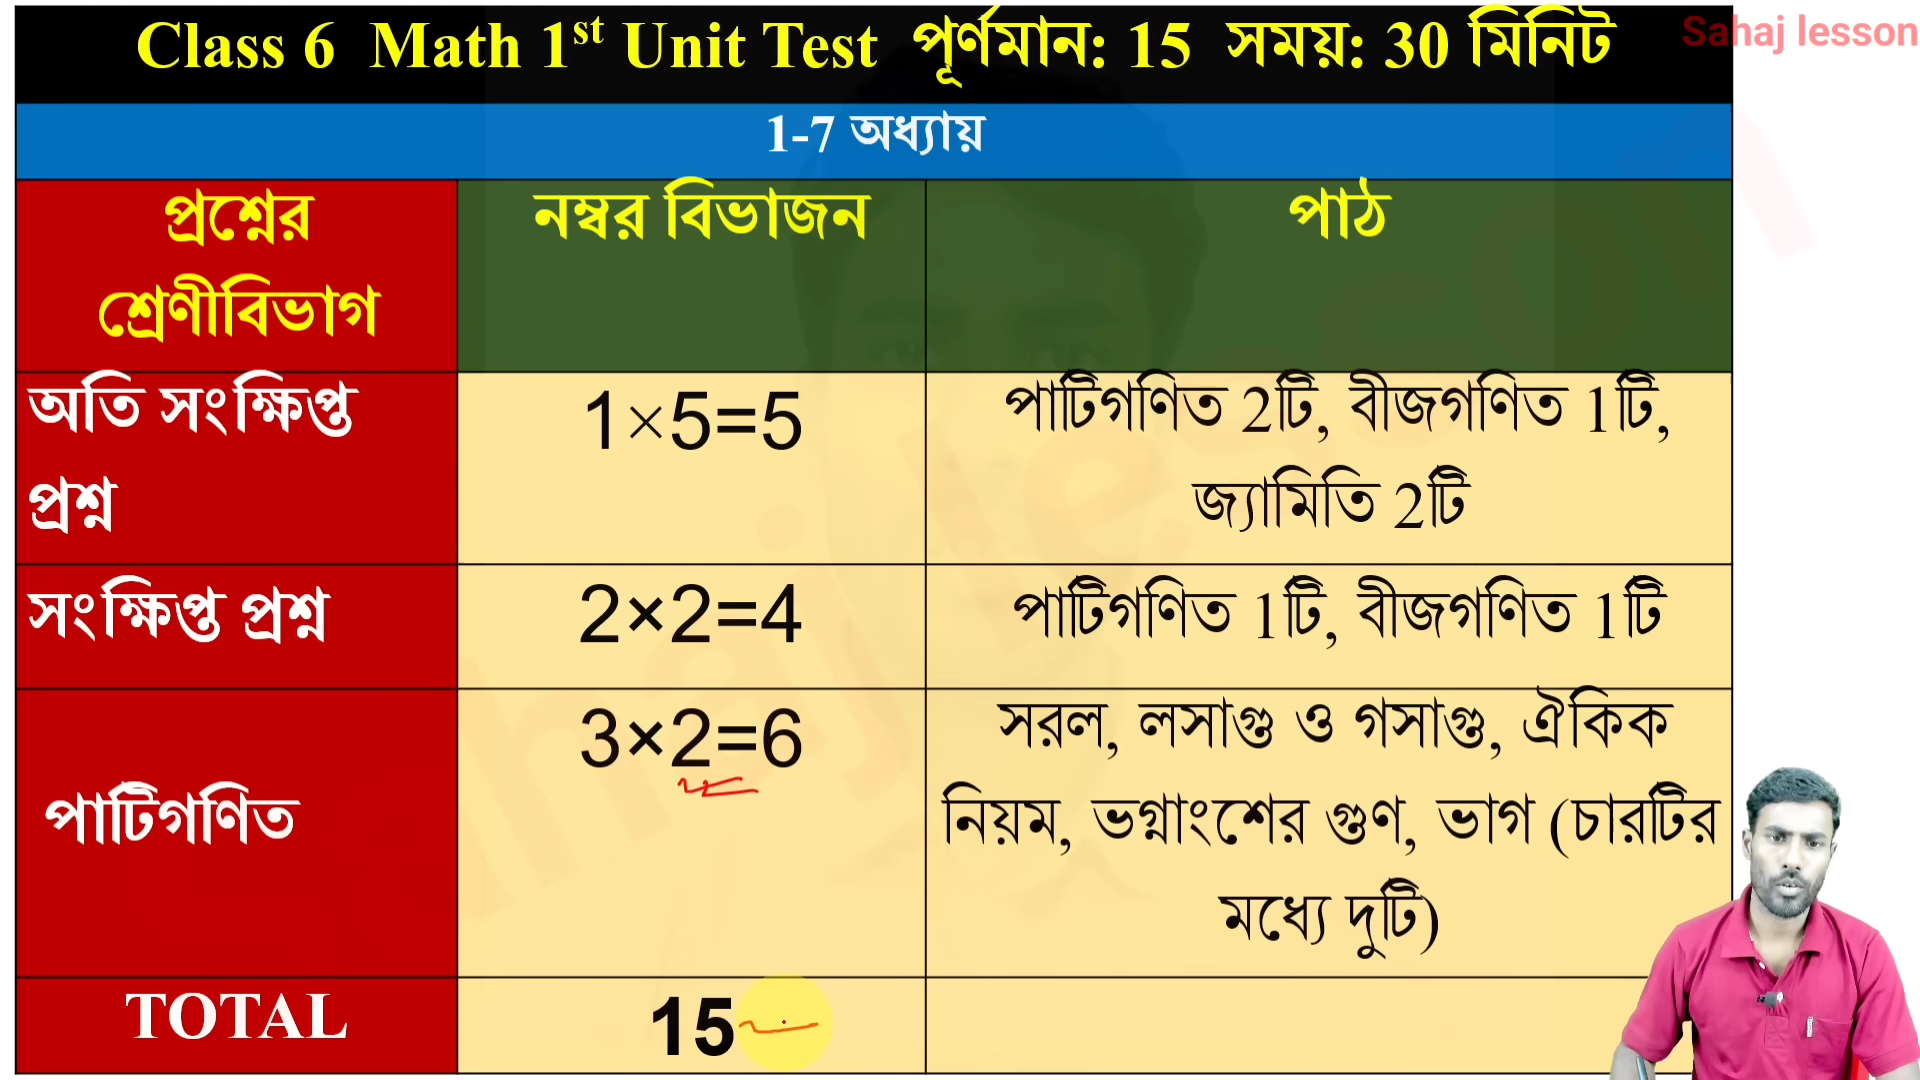 Class 6 Math 1st Unit Test পূর্ণমান: 15 সময়: 30 মিনিট
Sahaj lesson
1-7 অধ্যায়
প্রশ্নের
শ্রেণীবিভাগ
নম্বর বিভাজন
পাঠ
অতি সংক্ষিপ্ত
প্রশ্ন
1×5=5
পাটিগণিত 2টি, বীজগণিত 1টি,
জ্যামিতি 2টি
সংক্ষিপ্ত প্রশ্ন
2×2=4
পাটিগণিত 1টি, বীজগণিত 1টি
পাটিগণিত
3×2=6
সরল, লসাগু ও গসাগু, ঐকিক
নিয়ম, ভগ্নাংশের গুণ, ভাগ (চারটির
মধ্যে দুটি)
TOTAL
15